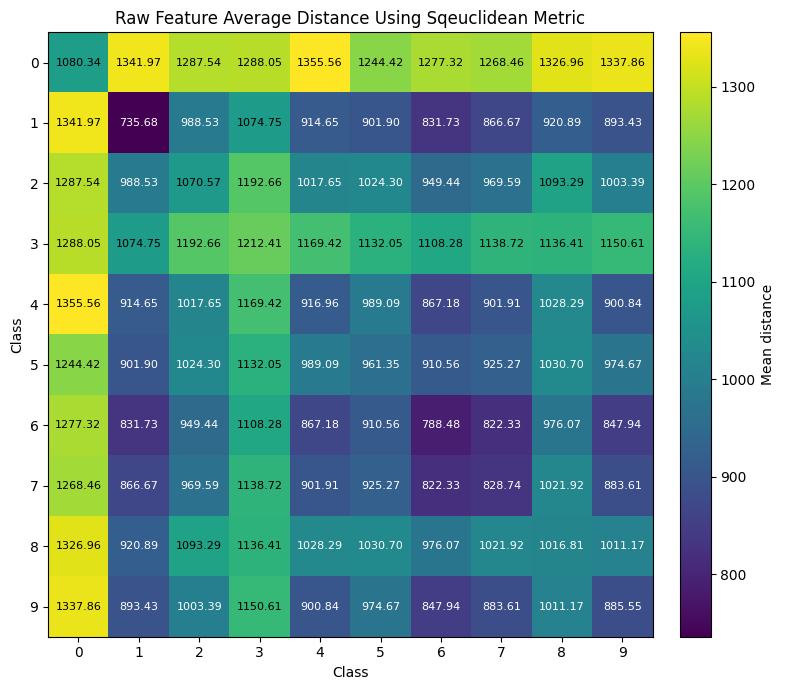 Raw Feature Average Distance Using Sqeuclidean Metric
0 1080.34 1341.97 1287.54 1288.05 1355.56 1244.42 1277.32 1268.46 1326.96 1337.86
1 1341.97 735.68 988.53 1074.75 914.65 901.90 831.73 866.67 920.89 893.43
2 1287.54 988.53 1070.57 1192.66 1017.65 1024.30 949.44 969.59 1093.29 1003.39
3 1288.05 1074.75 1192.66 1212.41 1169.42 1132.05 1108.28 1138.72 1136.41 1150.61
4 1355.56 914.65 1017.65 1169.42 916.96 989.09 867.18 901.91 1028.29 900.84
5 1244.42 901.90 1024.30 1132.05 989.09 961.35 910.56 925.27 1030.70 974.67
6 1277.32 831.73 949.44 1108.28 867.18 910.56 788.48 822.33 976.07 847.94
7 1268.46 866.67 969.59 1138.72 901.91 925.27 822.33 828.74 1021.92 883.61
8 1326.96 920.89 1093.29 1136.41 1028.29 1030.70 976.07 1021.92 1016.81 1011.17
9 1337.86 893.43 1003.39 1150.61 900.84 974.67 847.94 883.61 1011.17 885.55
0 1 2 3 4 5 6 7 8 9
Class
Class
1300
1200
1100
1000
900
800
Mean distance